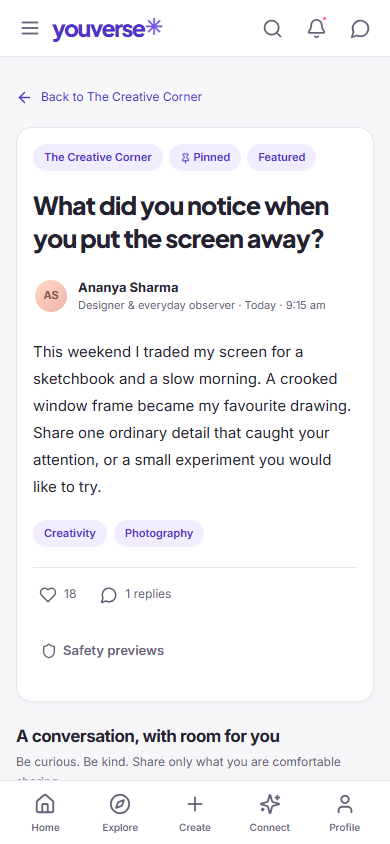 youverse
Back to The Creative Corner
The Creative Corner
Pinned
Featured
What did you notice when
you put the screen away?
AS
Ananya Sharma
Designer & everyday observer · Today · 9:15 am
This weekend I traded my screen for a
sketchbook and a slow morning. A crooked
window frame became my favourite drawing.
Share one ordinary detail that caught your
attention, or a small experiment you would
like to try.
Creativity
Photography
18
1 replies
Safety previews
A conversation, with room for you
Be curious. Be kind. Share only what you are comfortable
Home
Explore
Create
Connect
Profile